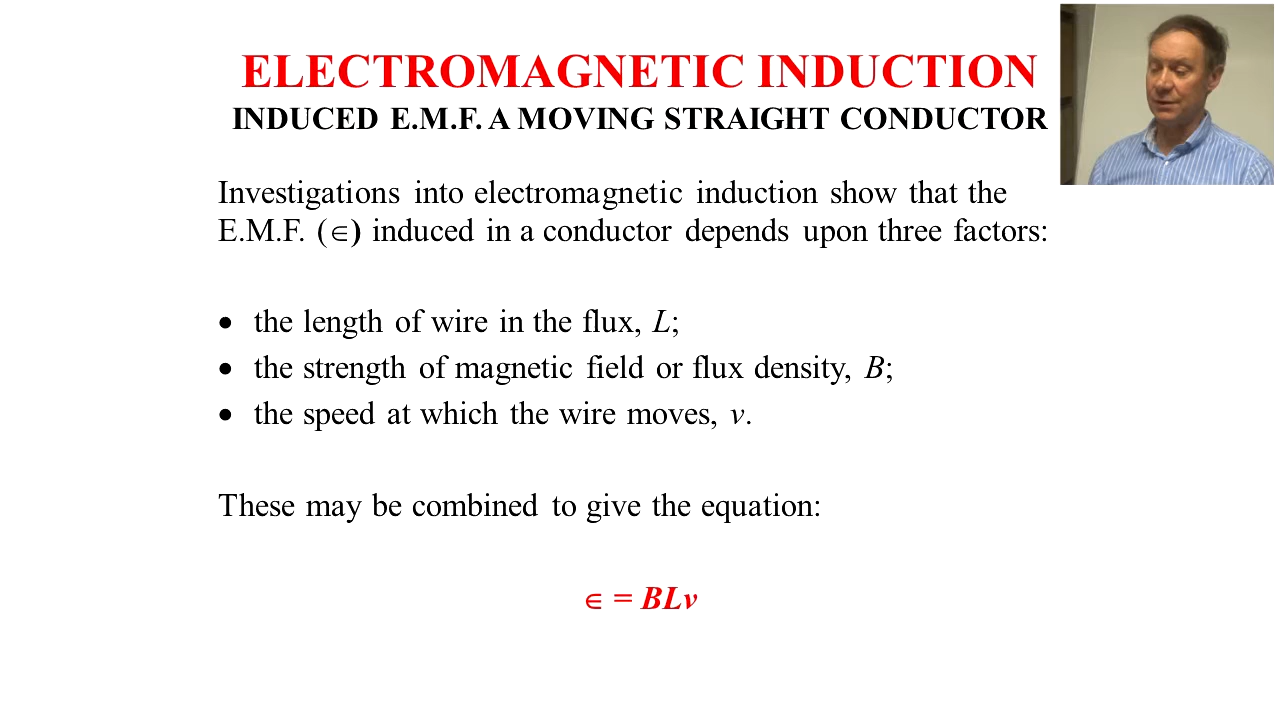 ELECTROMAGNETIC INDUCTION
INDUCED E.M.F. A MOVING STRAIGHT CONDUCTOR
Investigations into electromagnetic induction show that the
E.M.F. (∈) induced in a conductor depends upon three factors:
• the length of wire in the flux, L;
• the strength of magnetic field or flux density, B;
• the speed at which the wire moves, v.
These may be combined to give the equation:
∈ = BLv